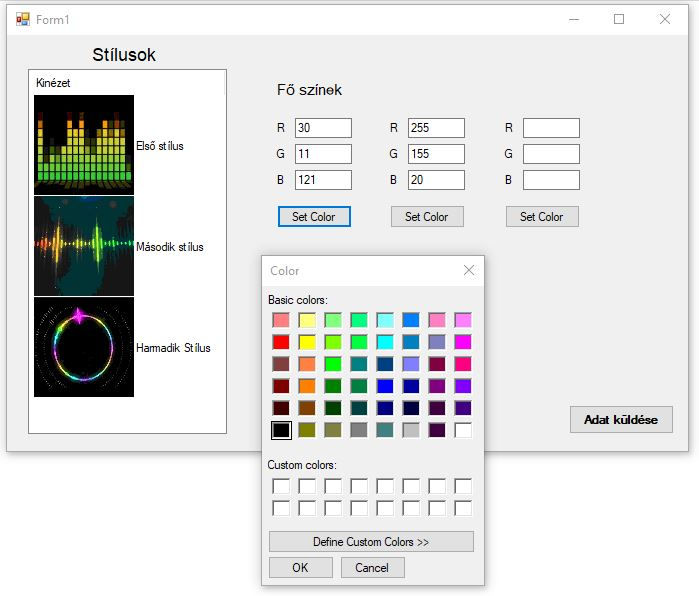 Form1
Stílusok
Kinézet
Első stílus
Második stílus
Harmadik Stílus
Fő színek
R 30 R 255 R
G 11 G 155 G
B 121 B 20 B
Set Color Set Color Set Color
Color
Basic colors:
Custom colors:
Define Custom Colors >>
OK Cancel
Adat küldése